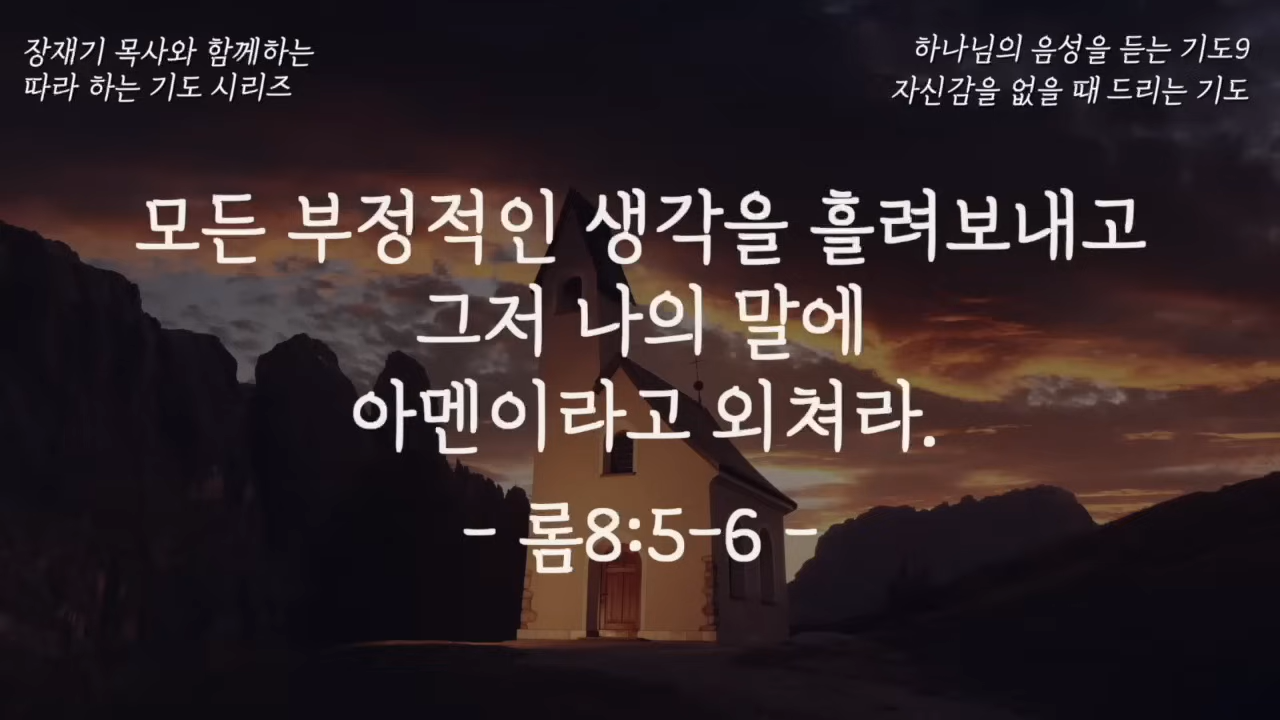 장재기 목사와 함께하는
따라 하는 기도 시리즈
하나님의 음성을 듣는 기도9
자신감을 없을 때 드리는 기도
모든 부정적인 생각을 흘려보내고
그저 나의 말에
아멘이라고 외쳐라.
- 롬8:5-6 -